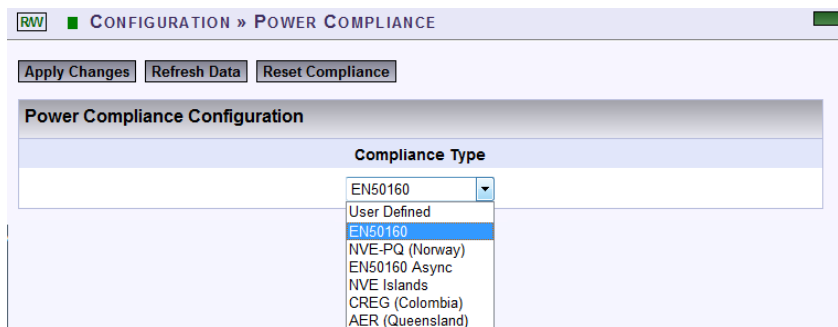 RW CONFIGURATION » POWER COMPLIANCE
Apply Changes Refresh Data Reset Compliance
Power Compliance Configuration
Compliance Type
EN50160
User Defined
EN50160
NVE-PQ (Norway)
EN50160 Async
NVE Islands
CREG (Colombia)
AER (Queensland)